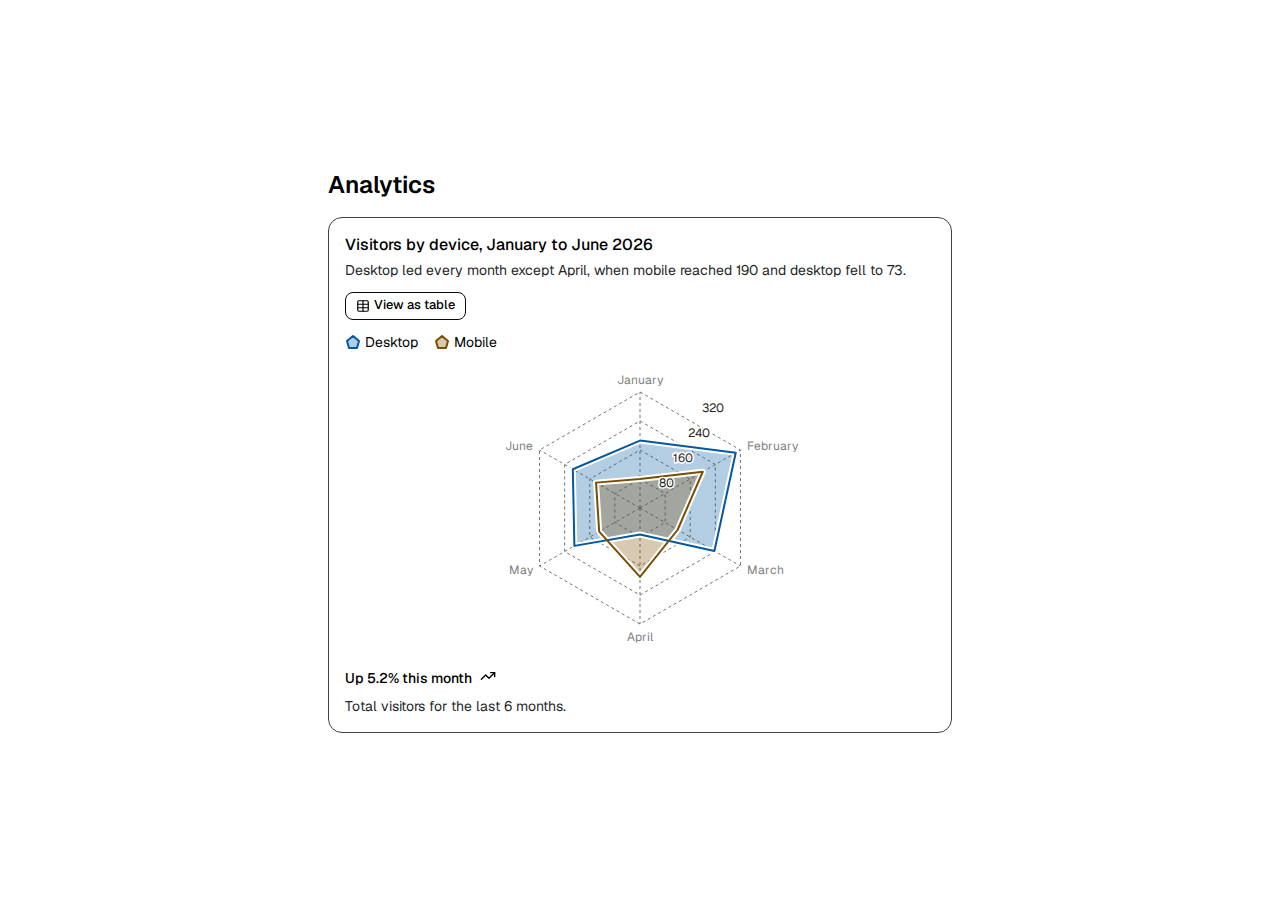 Analytics
Visitors by device, January to June 2026
Desktop led every month except April, when mobile reached 190 and desktop fell to 73.
View as table
Desktop Mobile
January
320
240
June
February
160
80
May
March
April
Up 5.2% this month
Total visitors for the last 6 months.